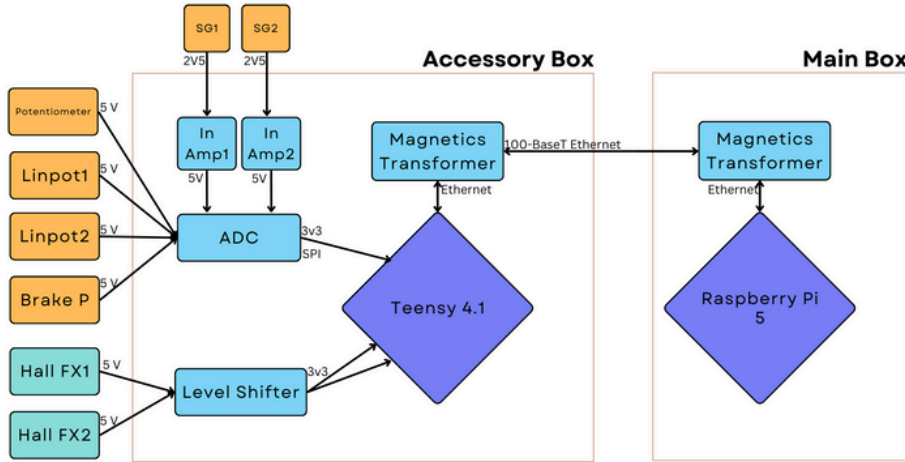 SG1
SG2
2V5
2V5
Accessory Box
Main Box
Potentiometer
5 V
Linpot1
5 V
Linpot2
5 V
Brake P
5 V
Hall FX1
5 V
Hall FX2
5 V
In
Amp1
In
Amp2
5V
5V
ADC
3v3
SPI
Level Shifter
3v3
Magnetics
Transformer
Ethernet
Teensy 4.1
100-BaseT Ethernet
Magnetics
Transformer
Ethernet
Raspberry Pi
5